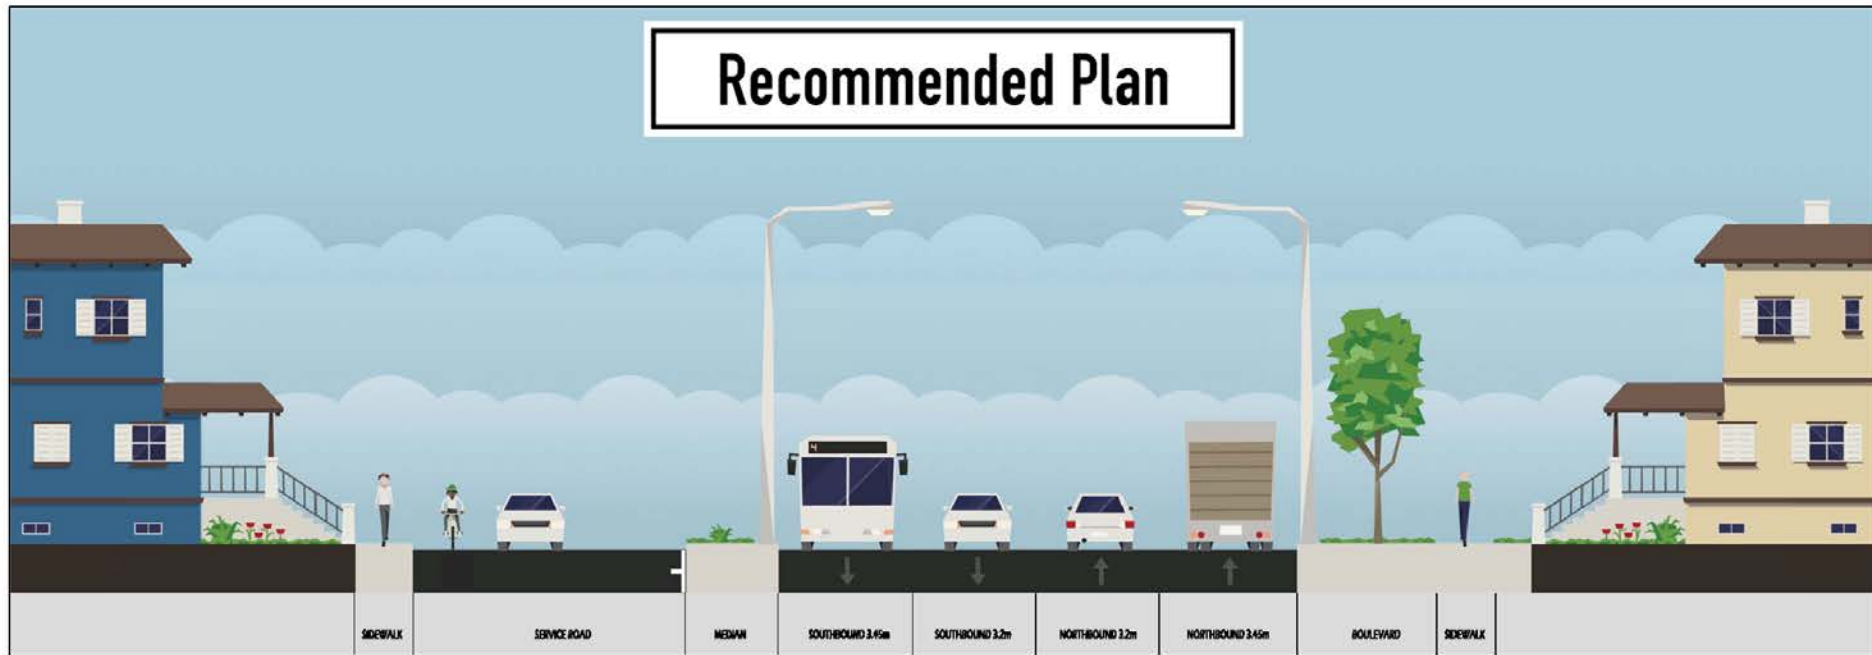 Recommended Plan
4
SIDEWALK
SERVICE ROAD
MEDIAN
SOUTHBOUND 3.45m
SOUTHBOUND 3.2m
NORTHBOUND 3.2m
NORTHBOUND 3.45m
BOULEVARD
SIDEWALK